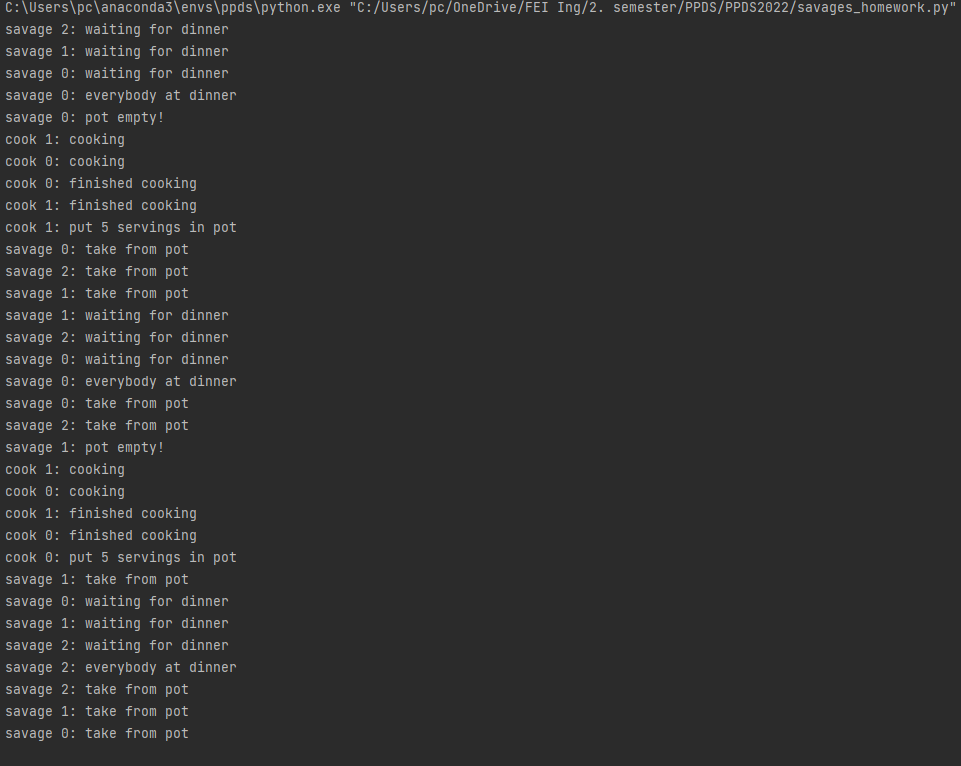 C:\Users\pc\anaconda3\envs\ppds\python.exe "C:/Users/pc/OneDrive/FEI Ing/2. semester/PPDS/PPDS2022/savages_homework.py"
savage 2: waiting for dinner
savage 1: waiting for dinner
savage 0: waiting for dinner
savage 0: everybody at dinner
savage 0: pot empty!
cook 1: cooking
cook 0: cooking
cook 0: finished cooking
cook 1: finished cooking
cook 1: put 5 servings in pot
savage 0: take from pot
savage 2: take from pot
savage 1: take from pot
savage 1: waiting for dinner
savage 2: waiting for dinner
savage 0: waiting for dinner
savage 0: everybody at dinner
savage 0: take from pot
savage 2: take from pot
savage 1: pot empty!
cook 1: cooking
cook 0: cooking
cook 1: finished cooking
cook 0: finished cooking
cook 0: put 5 servings in pot
savage 1: take from pot
savage 0: waiting for dinner
savage 1: waiting for dinner
savage 2: waiting for dinner
savage 2: everybody at dinner
savage 2: take from pot
savage 1: take from pot
savage 0: take from pot